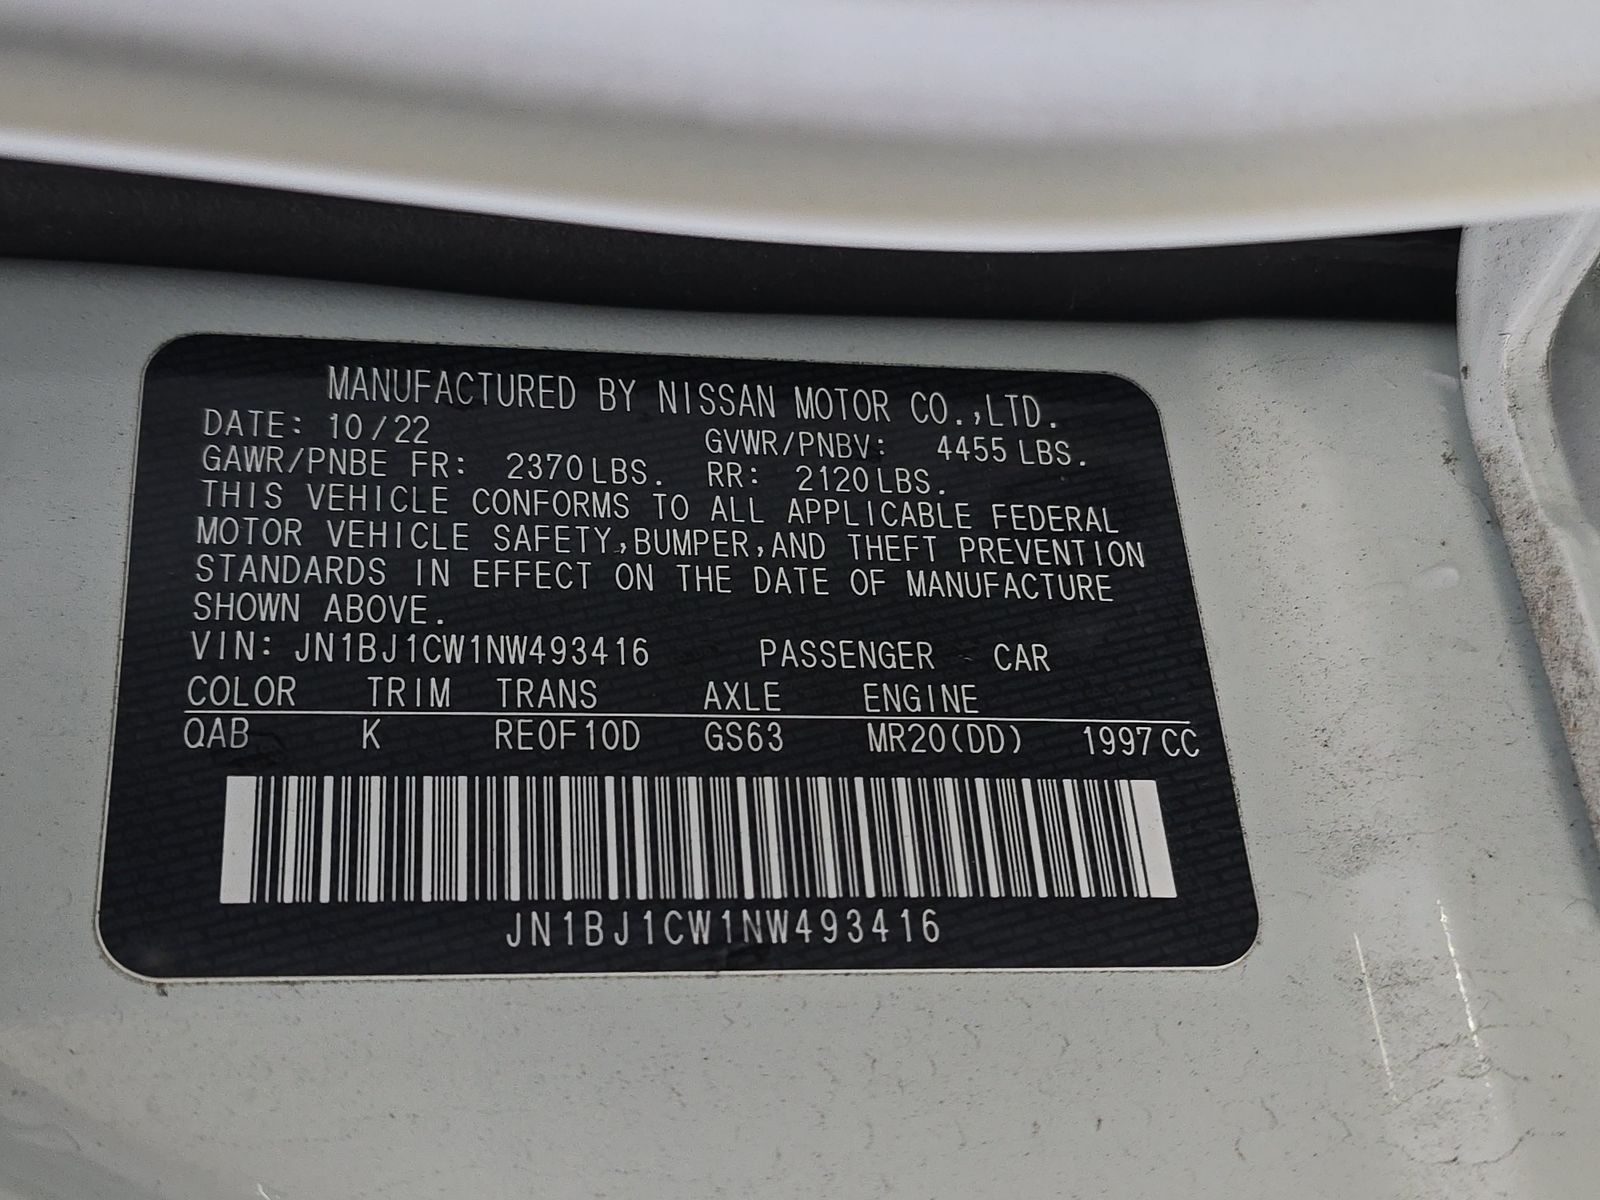 MANUFACTURED BY NISSAN MOTOR CO.,LTD.
DATE: 10/22 GVWR/PNBV: 4455 LBS.
GAWR/PNBE FR: 2370 LBS. RR: 2120 LBS.
THIS VEHICLE CONFORMS TO ALL APPLICABLE FEDERAL
MOTOR VEHICLE SAFETY,BUMPER,AND THEFT PREVENTION
STANDARDS IN EFFECT ON THE DATE OF MANUFACTURE
SHOWN ABOVE.
VIN: JN1BJ1CW1NW493416 PASSENGER CAR
COLOR TRIM TRANS AXLE ENGINE
QAB K RE0F10D GS63 MR20(DD) 1997 CC
JN1BJ1CW1NW493416